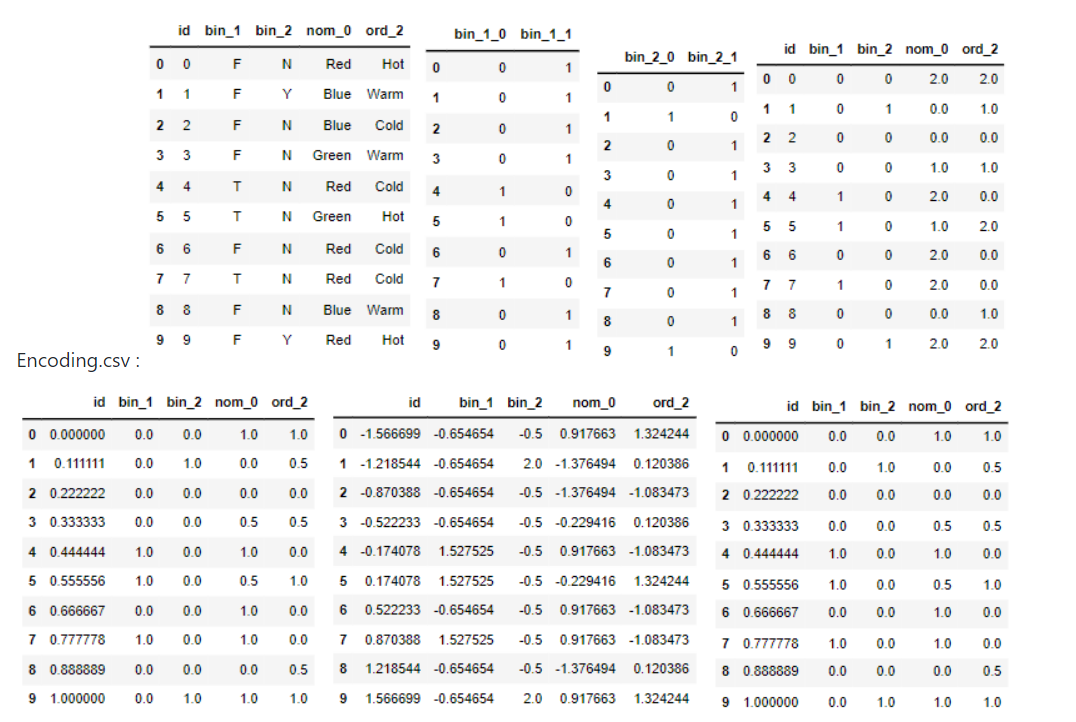 id bin_1 bin_2 nom_0 ord_2
0 0 F N Red Hot
1 1 F Y Blue Warm
2 2 F N Blue Cold
3 3 F N Green Warm
4 4 T N Red Cold
5 5 T N Green Hot
6 6 F N Red Cold
7 7 T N Red Cold
8 8 F N Blue Warm
9 9 F Y Red Hot
bin_1_0 bin_1_1
0 0 1
1 0 1
2 0 1
3 0 1
4 1 0
5 1 0
6 0 1
7 1 0
8 0 1
9 0 1
bin_2_0 bin_2_1
0 0 1
1 1 0
2 0 1
3 0 1
4 0 1
5 0 1
6 0 1
7 0 1
8 0 1
9 1 0
id bin_1 bin_2 nom_0 ord_2
0 0 0 0 2.0 2.0
1 1 0 1 0.0 1.0
2 2 0 0 0.0 0.0
3 3 0 0 1.0 1.0
4 4 1 0 2.0 0.0
5 5 1 0 1.0 2.0
6 6 0 0 2.0 0.0
7 7 1 0 2.0 0.0
8 8 0 0 0.0 1.0
9 9 0 1 2.0 2.0
Encoding.csv :
id bin_1 bin_2 nom_0 ord_2
0 0.000000 0.0 0.0 1.0 1.0
1 0.111111 0.0 1.0 0.0 0.5
2 0.222222 0.0 0.0 0.0 0.0
3 0.333333 0.0 0.0 0.5 0.5
4 0.444444 1.0 0.0 1.0 0.0
5 0.555556 1.0 0.0 0.5 1.0
6 0.666667 0.0 0.0 1.0 0.0
7 0.777778 1.0 0.0 1.0 0.0
8 0.888889 0.0 0.0 0.0 0.5
9 1.000000 0.0 1.0 1.0 1.0
id bin_1 bin_2 nom_0 ord_2
0 -1.566699 -0.654654 -0.5 0.917663 1.324244
1 -1.218544 -0.654654 2.0 -1.376494 0.120386
2 -0.870388 -0.654654 -0.5 -1.376494 -1.083473
3 -0.522233 -0.654654 -0.5 -0.229416 0.120386
4 -0.174078 1.527525 -0.5 0.917663 -1.083473
5 0.174078 1.527525 -0.5 -0.229416 1.324244
6 0.522233 -0.654654 -0.5 0.917663 -1.083473
7 0.870388 1.527525 -0.5 0.917663 -1.083473
8 1.218544 -0.654654 -0.5 -1.376494 0.120386
9 1.566699 -0.654654 2.0 0.917663 1.324244
id bin_1 bin_2 nom_0 ord_2
0 0.000000 0.0 0.0 1.0 1.0
1 0.111111 0.0 1.0 0.0 0.5
2 0.222222 0.0 0.0 0.0 0.0
3 0.333333 0.0 0.0 0.5 0.5
4 0.444444 1.0 0.0 1.0 0.0
5 0.555556 1.0 0.0 0.5 1.0
6 0.666667 0.0 0.0 1.0 0.0
7 0.777778 1.0 0.0 1.0 0.0
8 0.888889 0.0 0.0 0.0 0.5
9 1.000000 0.0 1.0 1.0 1.0